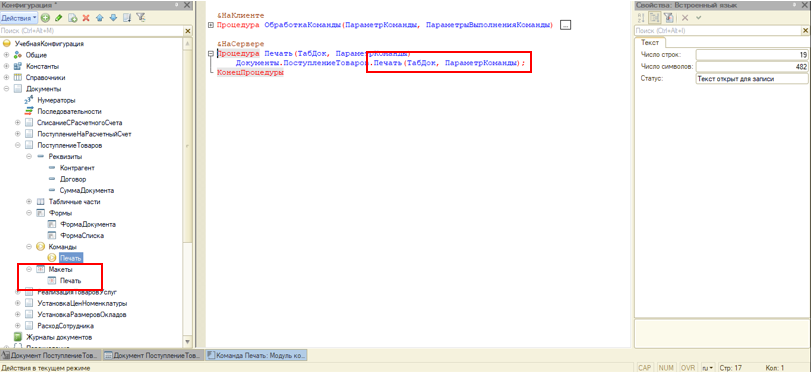 Конфигурация *
Действия
Поиск (Ctrl+Alt+M)
УчебнаяКонфигурация
Общие
Константы
Справочники
Документы
Нумераторы
Последовательности
СписаниеСРасчетногоСчета
ПоступлениеНаРасчетныйСчет
ПоступлениеТоваров
Реквизиты
Контрагент
Договор
СуммаДокумента
Табличные части
Формы
ФормаДокумента
ФормаСписка
Команды
Печать
Макеты
Печать
РеализацияТоваровУслуг
УстановкаЦенНоменклатуры
УстановкаРазмеровОкладов
РасходСотрудника
Журналы документов
&НаКлиенте
Процедура ОбработкаКоманды(ПараметрКоманды, ПараметрыВыполненияКоманды) ...
&НаСервере
Процедура Печать(ТабДок, ПараметрКоманды)
Документы.ПоступлениеТоваров.Печать(ТабДок, ПараметрКоманды);
КонецПроцедуры
Свойства: Встроенный язык
Поиск (Ctrl+Alt+I)
Текст
Число строк: 19
Число символов: 482
Статус: Текст открыт для записи
Документ ПоступлениеТов... Документ ПоступлениеТов... Команда Печать: Модуль ко...
Действия в текущем режиме CAP NUM OVR ru Стр: 17 Кол: 1